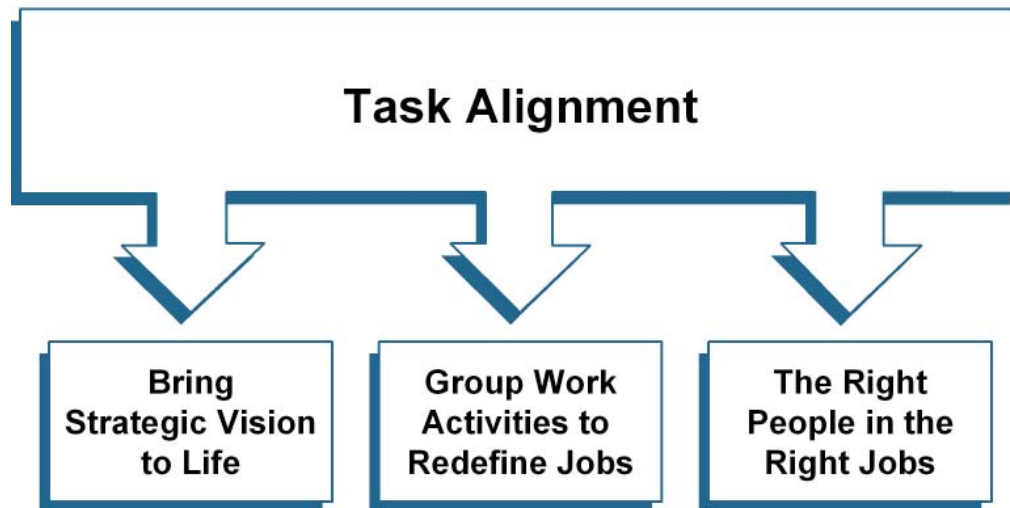 Task Alignment
Bring
Strategic Vision
to Life
Group Work
Activities to
Redefine Jobs
The Right
People in the
Right Jobs